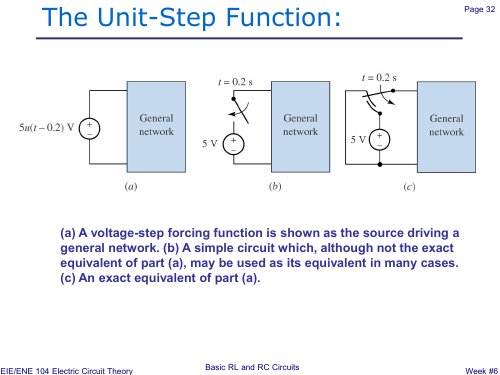 The Unit-Step Function:
Page 32
t = 0.2 s
t = 0.2 s
5u(t – 0.2) V
+
–
General
network
5 V
+
–
General
network
5 V
+
–
General
network
(a)
(b)
(c)
(a) A voltage-step forcing function is shown as the source driving a
general network. (b) A simple circuit which, although not the exact
equivalent of part (a), may be used as its equivalent in many cases.
(c) An exact equivalent of part (a).
EIE/ENE 104 Electric Circuit Theory
Basic RL and RC Circuits
Week #6